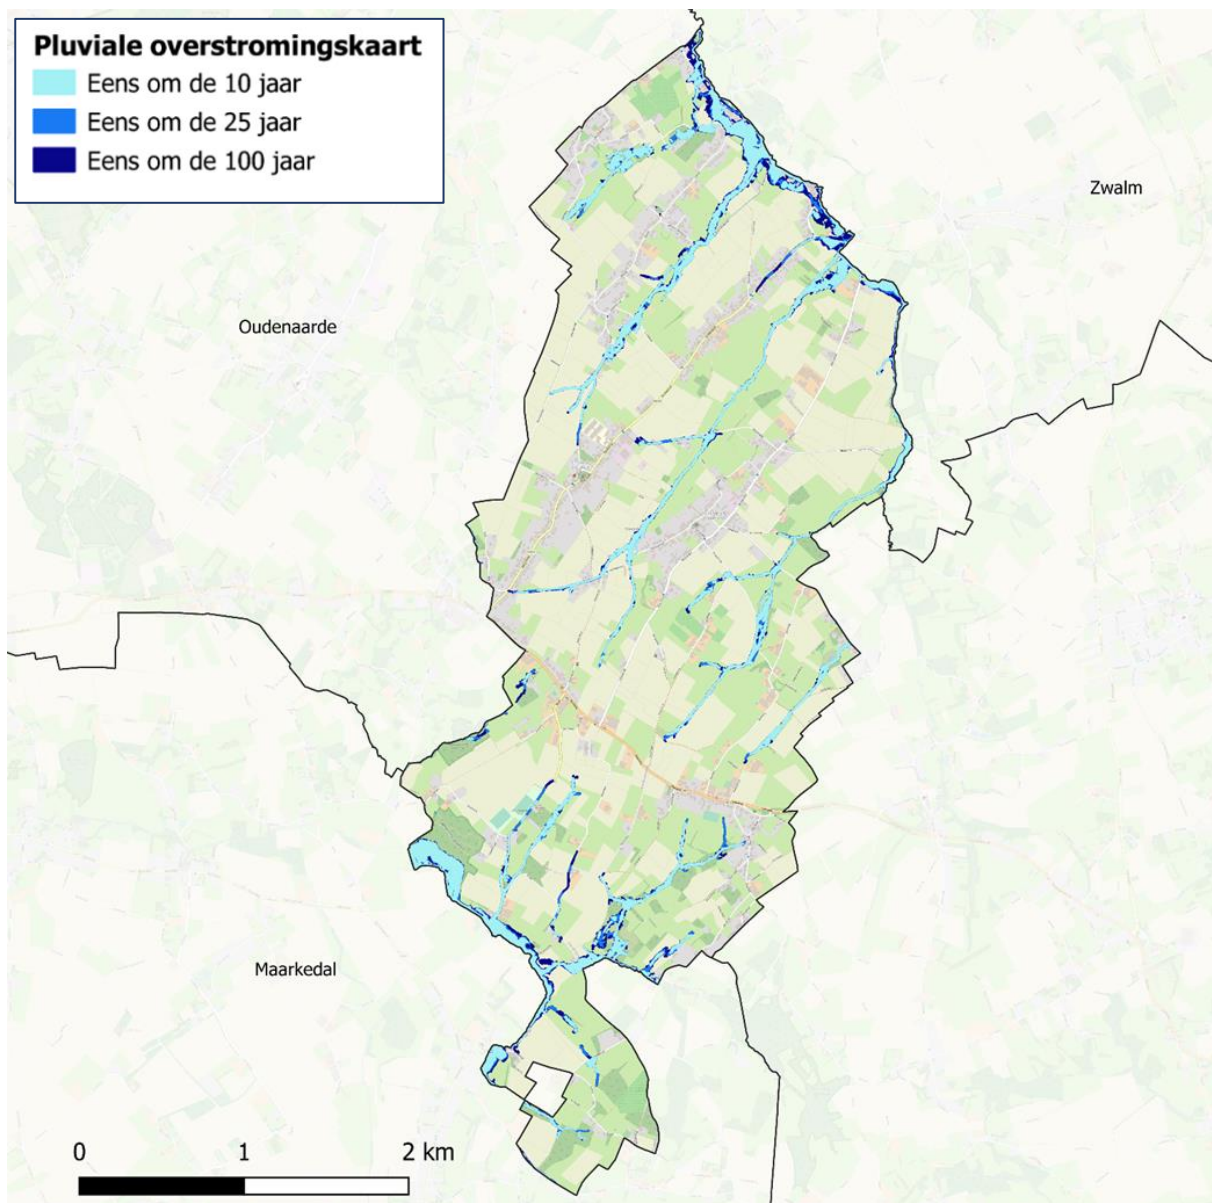 Pluviale overstromingskaart
Eens om de 10 jaar
Eens om de 25 jaar
Eens om de 100 jaar
Zwalm
Oudenaarde
Maarkedal
0 1 2 km